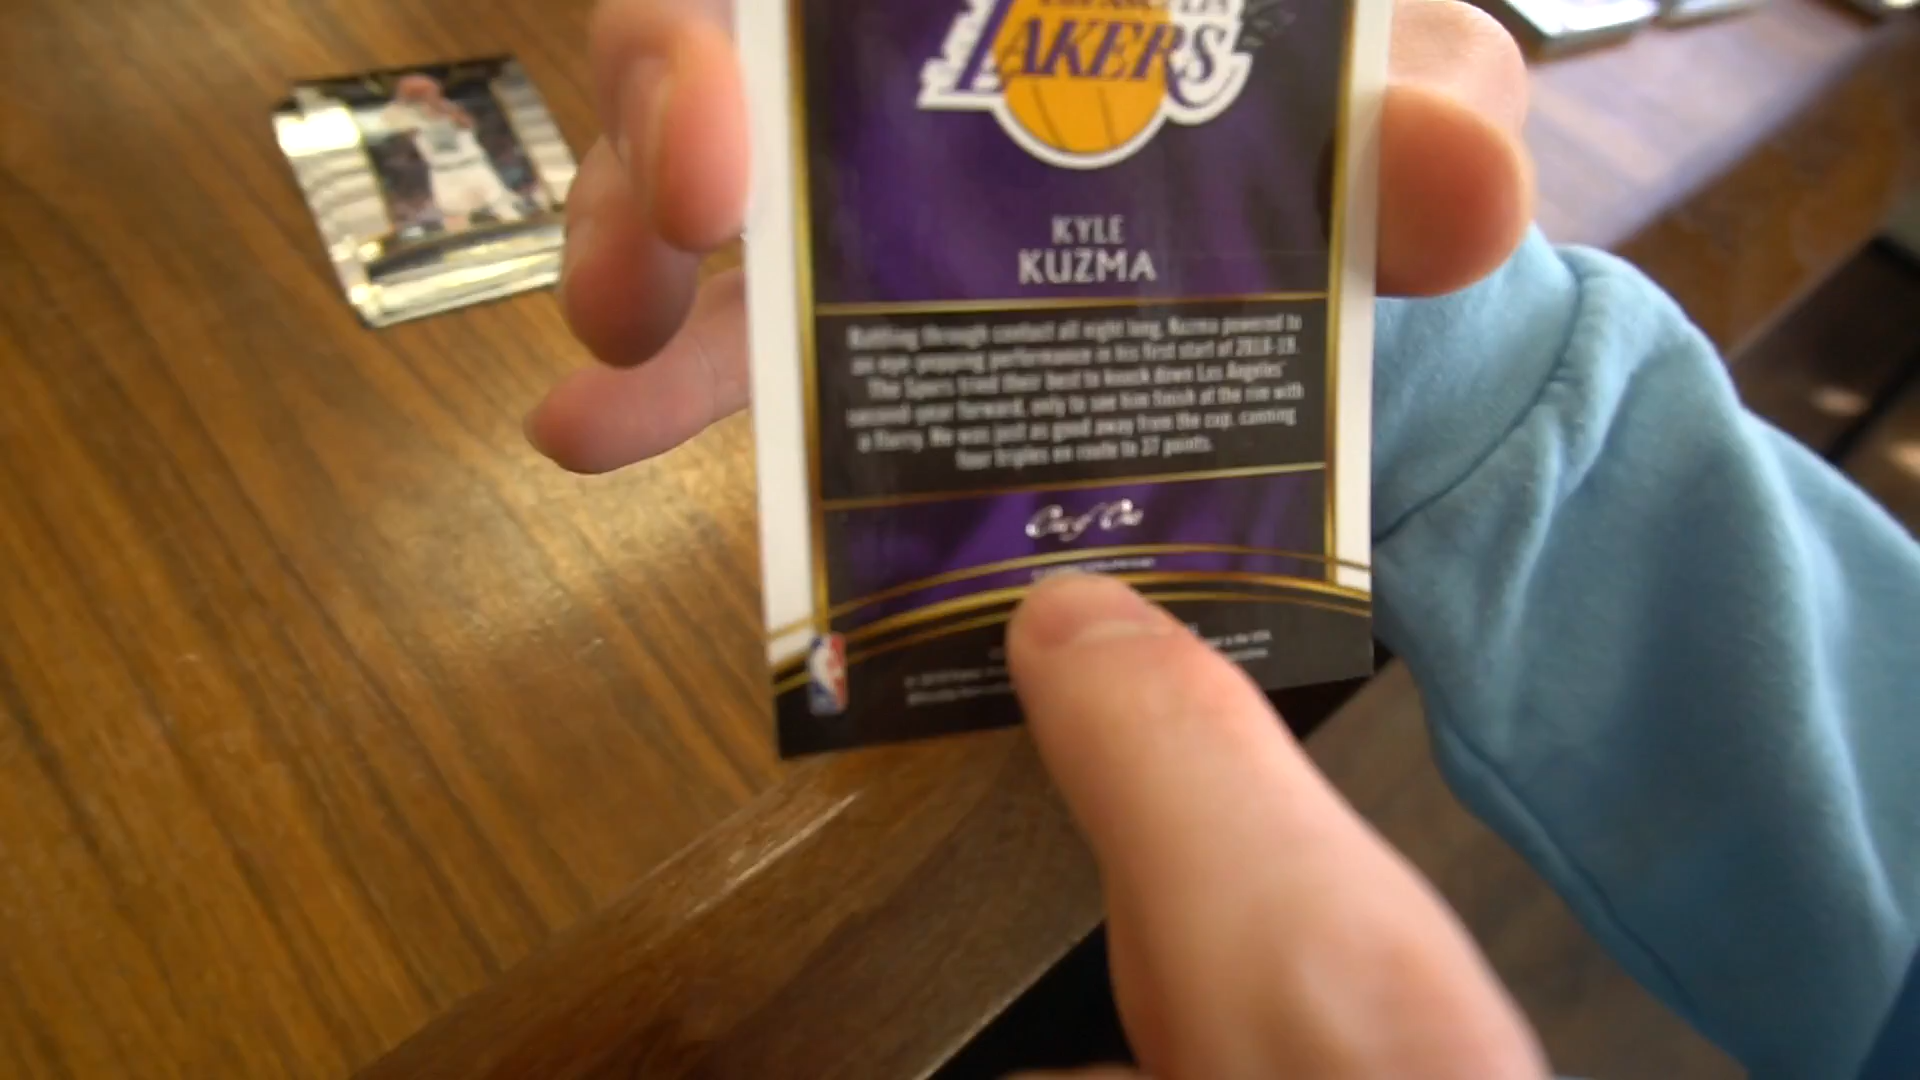 LAKERS
KYLE
KUZMA
Battling through contact all night long, Kuzma powered to
an eye-popping performance in his first start of 2018-19.
The Spurs tried their best to knock down Los Angeles'
second-year forward, only to see him finish at the rim with
a flurry. He was just as good away from the cup, canning
four triples en route to 37 points.
One of One